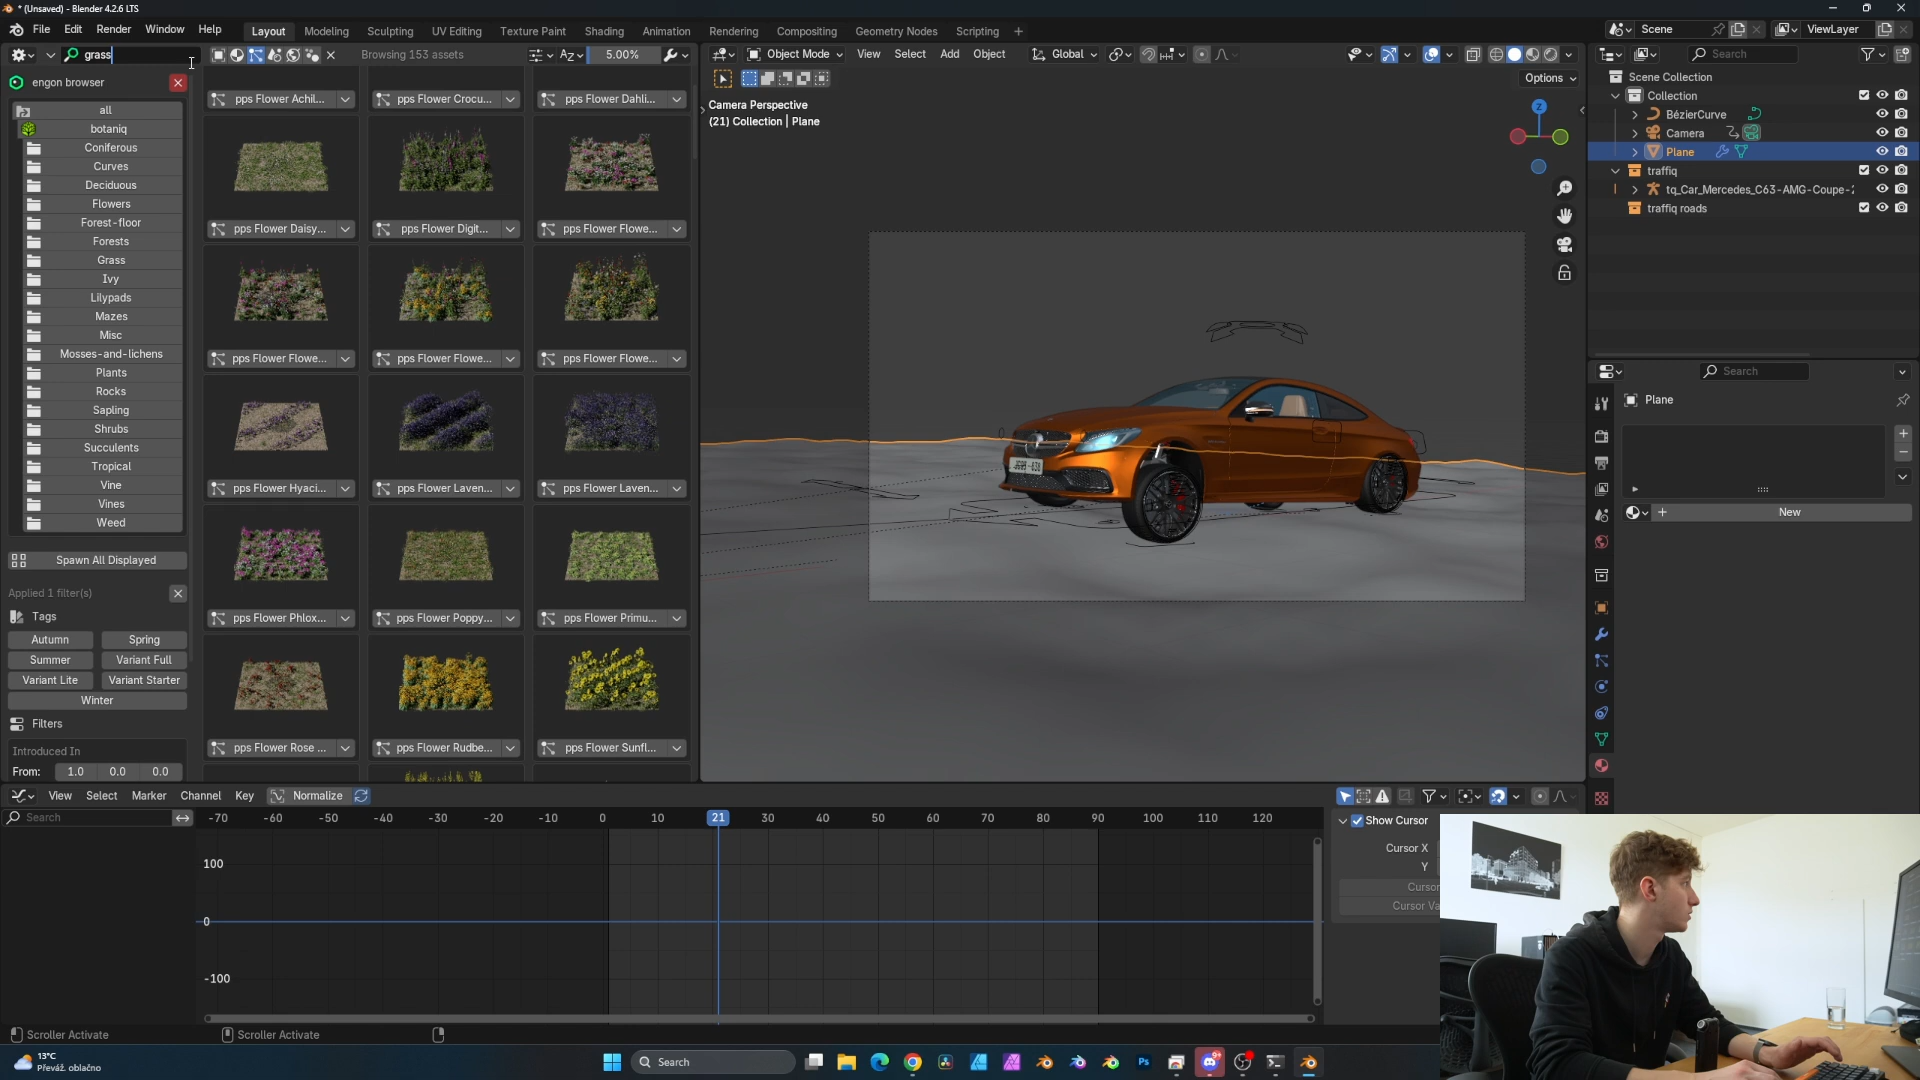 * (Unsaved) - Blender 4.2.6 LTS
File Edit Render Window Help
Layout Modeling Sculpting UV Editing Texture Paint Shading Animation Rendering Compositing Geometry Nodes Scripting +
Scene
ViewLayer
grass
Browsing 153 assets
5.00%
Object Mode View Select Add Object
Global
Search
Options
engon browser
all
botaniq
Coniferous
Curves
Deciduous
Flowers
Forest-floor
Forests
Grass
Ivy
Lilypads
Mazes
Misc
Mosses-and-lichens
Plants
Rocks
Sapling
Shrubs
Succulents
Tropical
Vine
Vines
Weed
Spawn All Displayed
Applied 1 filter(s)
Tags
Autumn Spring
Summer Variant Full
Variant Lite Variant Starter
Winter
Filters
Introduced In
From: 1.0 0.0 0.0
pps Flower Achil... pps Flower Crocu... pps Flower Dahli...
pps Flower Daisy... pps Flower Digit... pps Flower Flowe...
pps Flower Flowe... pps Flower Flowe... pps Flower Flowe...
pps Flower Hyaci... pps Flower Laven... pps Flower Laven...
pps Flower Phlox... pps Flower Poppy... pps Flower Primu...
pps Flower Rose ... pps Flower Rudbe... pps Flower Sunfl...
Camera Perspective
(21) Collection | Plane
Z
Scene Collection
Collection
BézierCurve
Camera
Plane
traffiq
tq_Car_Mercedes_C63-AMG-Coupe-2
traffiq roads
Search
Plane
New
View Select Marker Channel Key Normalize
Search
-70 -60 -50 -40 -30 -20 -10 0 10 21 30 40 50 60 70 80 90 100 110 120
100
0
-100
Show Cursor
Cursor X
Y
Cursor
Cursor Va
Scroller Activate
Scroller Activate
13°C
Převáž. oblačno
Search